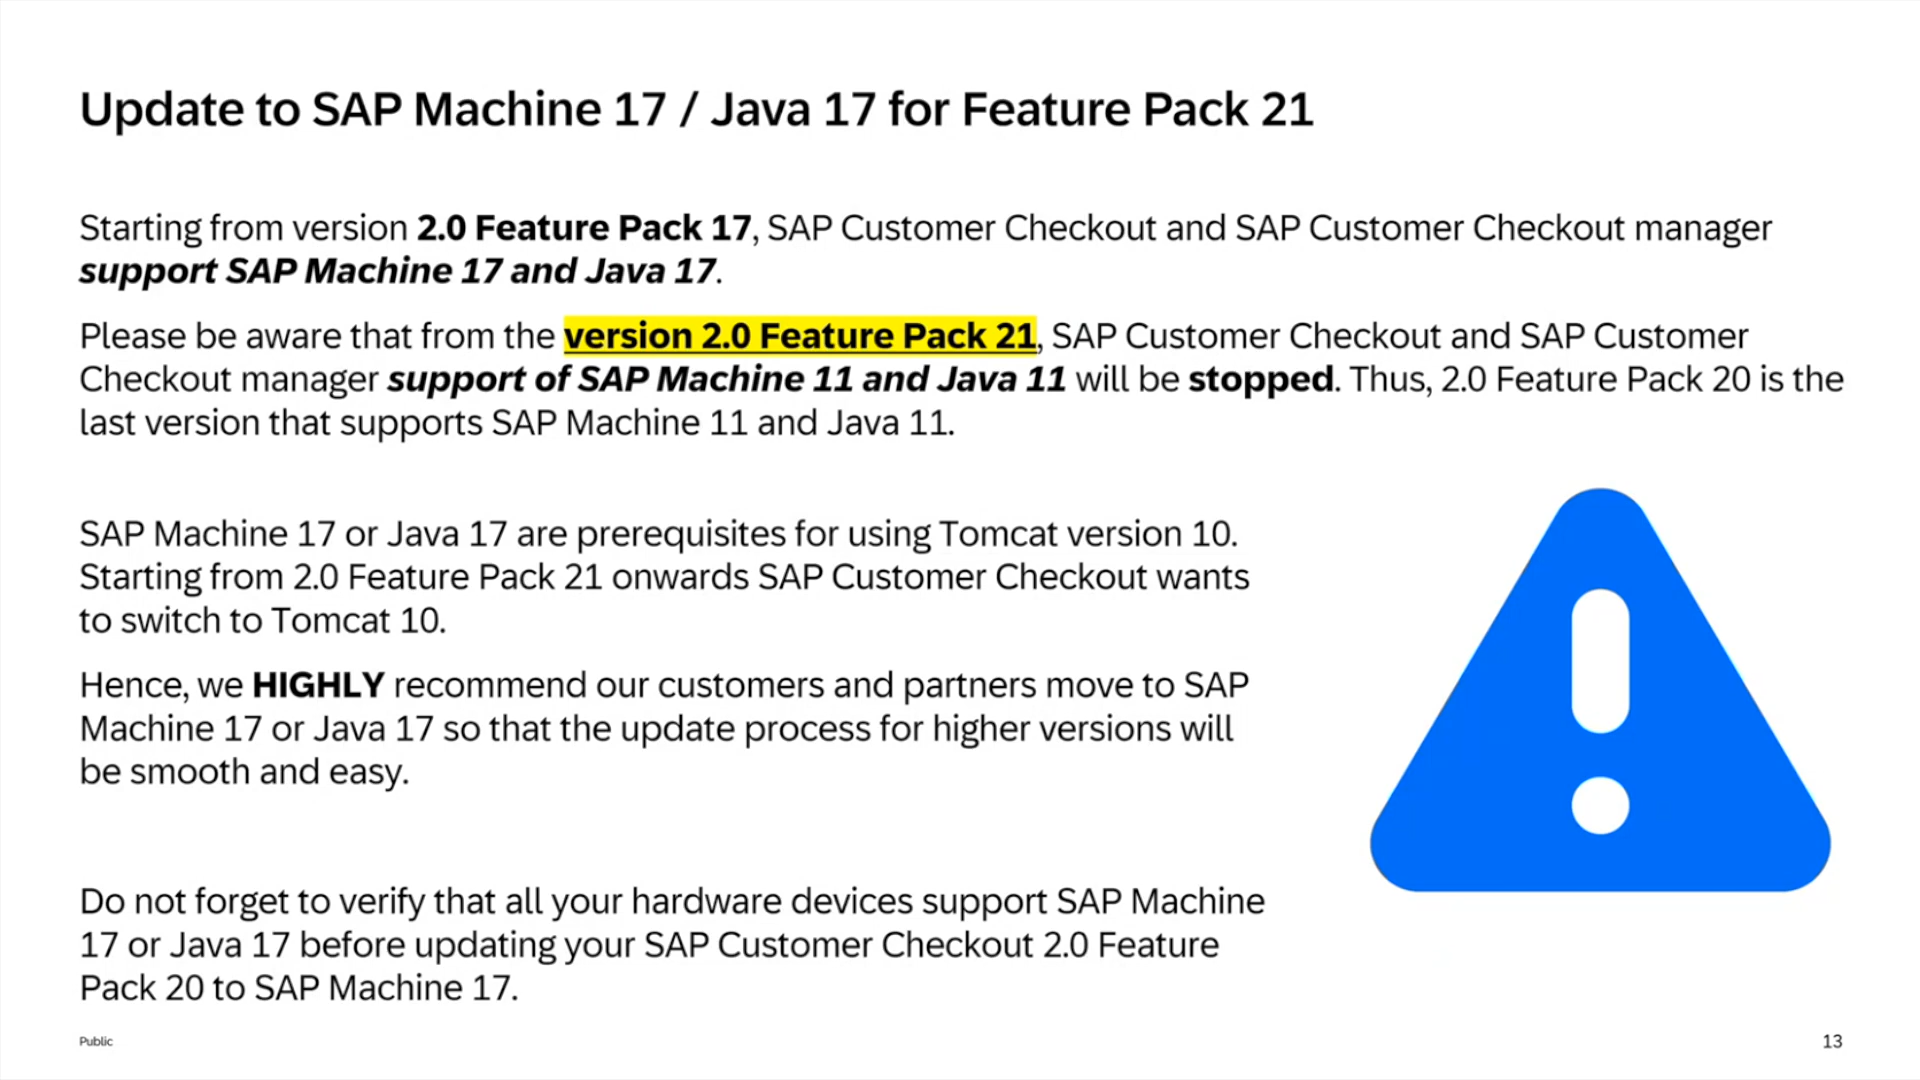 Update to SAP Machine 17 / Java 17 for Feature Pack 21
Starting from version 2.0 Feature Pack 17, SAP Customer Checkout and SAP Customer Checkout manager
support SAP Machine 17 and Java 17.
Please be aware that from the version 2.0 Feature Pack 21, SAP Customer Checkout and SAP Customer
Checkout manager support of SAP Machine 11 and Java 11 will be stopped. Thus, 2.0 Feature Pack 20 is the
last version that supports SAP Machine 11 and Java 11.
SAP Machine 17 or Java 17 are prerequisites for using Tomcat version 10.
Starting from 2.0 Feature Pack 21 onwards SAP Customer Checkout wants
to switch to Tomcat 10.
Hence, we HIGHLY recommend our customers and partners move to SAP
Machine 17 or Java 17 so that the update process for higher versions will
be smooth and easy.
Do not forget to verify that all your hardware devices support SAP Machine
17 or Java 17 before updating your SAP Customer Checkout 2.0 Feature
Pack 20 to SAP Machine 17.
Public
13